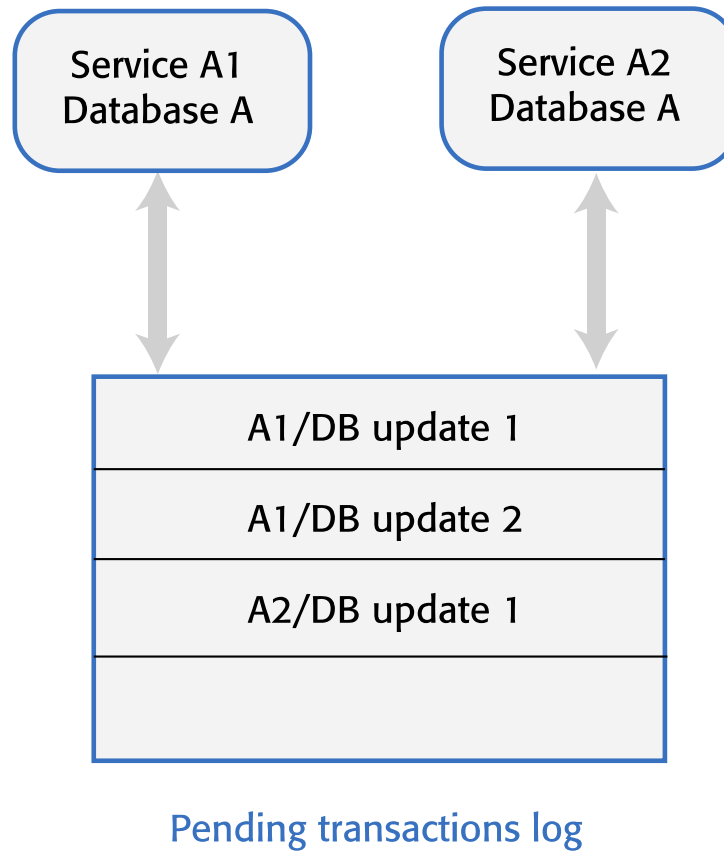 Service A1
Database A
Service A2
Database A
A1/DB update 1
A1/DB update 2
A2/DB update 1
Pending transactions log